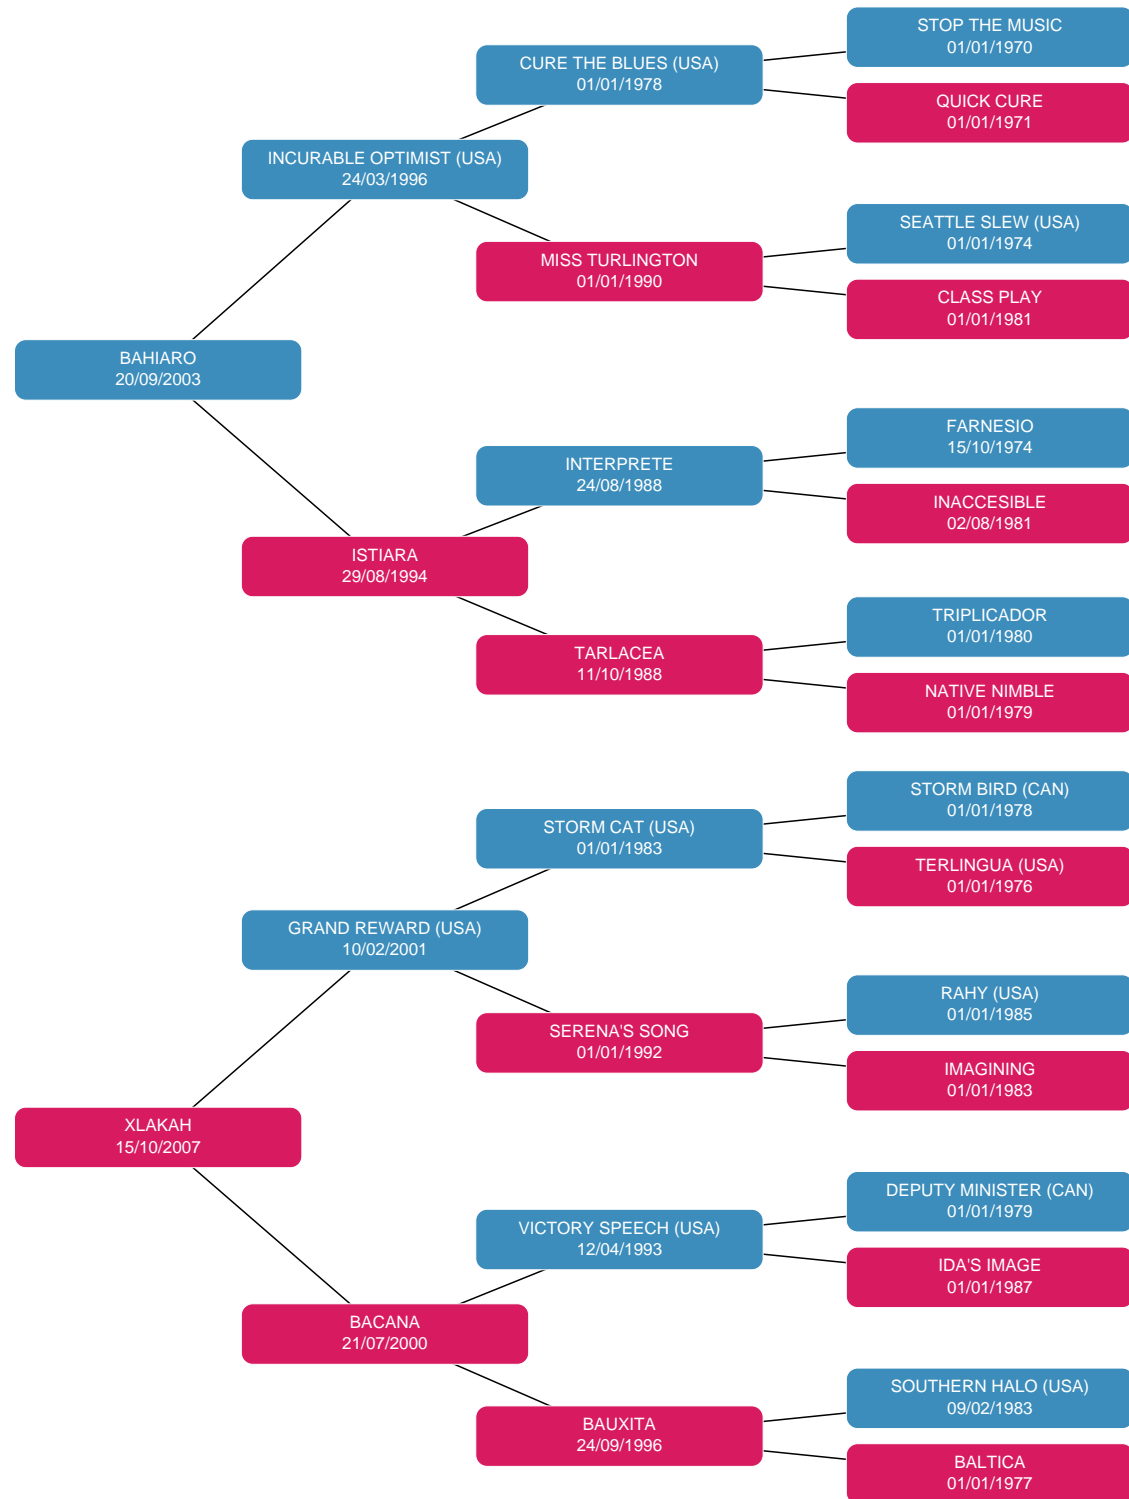 STOP THE MUSIC
01/01/1970
CURE THE BLUES (USA)
01/01/1978
QUICK CURE
01/01/1971
INCURABLE OPTIMIST (USA)
24/03/1996
SEATTLE SLEW (USA)
01/01/1974
MISS TURLINGTON
01/01/1990
CLASS PLAY
01/01/1981
BAHIARO
20/09/2003
FARNESIO
15/10/1974
INTERPRETE
24/08/1988
INACCESIBLE
02/08/1981
ISTIARA
29/08/1994
TRIPLICADOR
01/01/1980
TARLACEA
11/10/1988
NATIVE NIMBLE
01/01/1979
STORM BIRD (CAN)
01/01/1978
STORM CAT (USA)
01/01/1983
TERLINGUA (USA)
01/01/1976
GRAND REWARD (USA)
10/02/2001
RAHY (USA)
01/01/1985
SERENA'S SONG
01/01/1992
IMAGINING
01/01/1983
XLAKAH
15/10/2007
DEPUTY MINISTER (CAN)
01/01/1979
VICTORY SPEECH (USA)
12/04/1993
IDA'S IMAGE
01/01/1987
BACANA
21/07/2000
SOUTHERN HALO (USA)
09/02/1983
BAUXITA
24/09/1996
BALTICA
01/01/1977